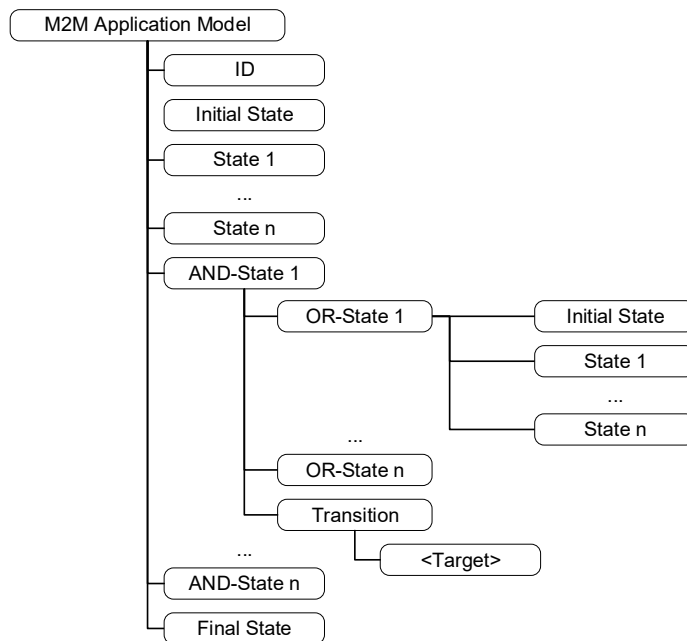 M2M Application Model
ID
Initial State
State 1
...
State n
AND-State 1
OR-State 1
Initial State
State 1
...
State n
...
OR-State n
Transition
<Target>
...
AND-State n
Final State